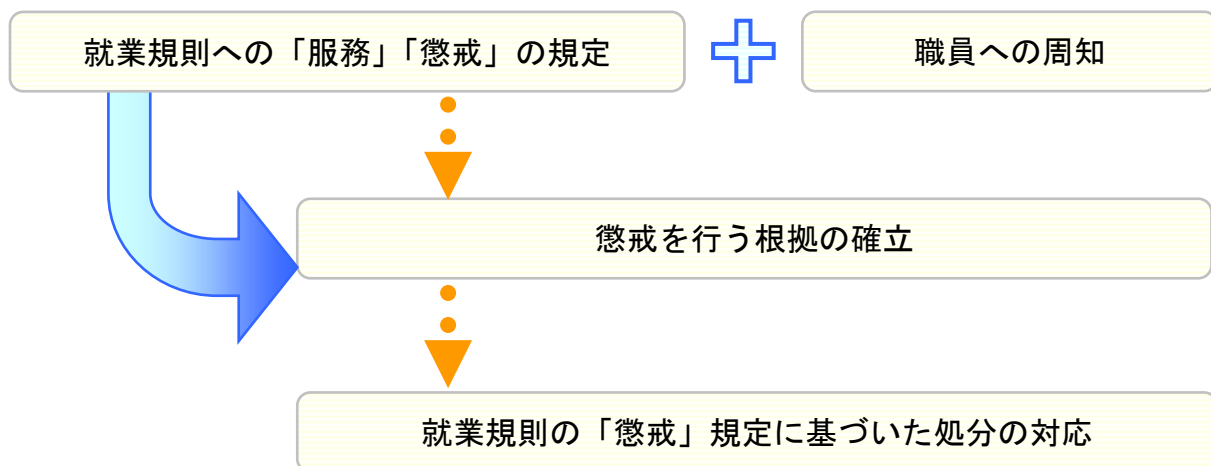 就業規則への「服務」「懲戒」の規定
職員への周知
懲戒を行う根拠の確立
就業規則の「懲戒」規定に基づいた処分の対応